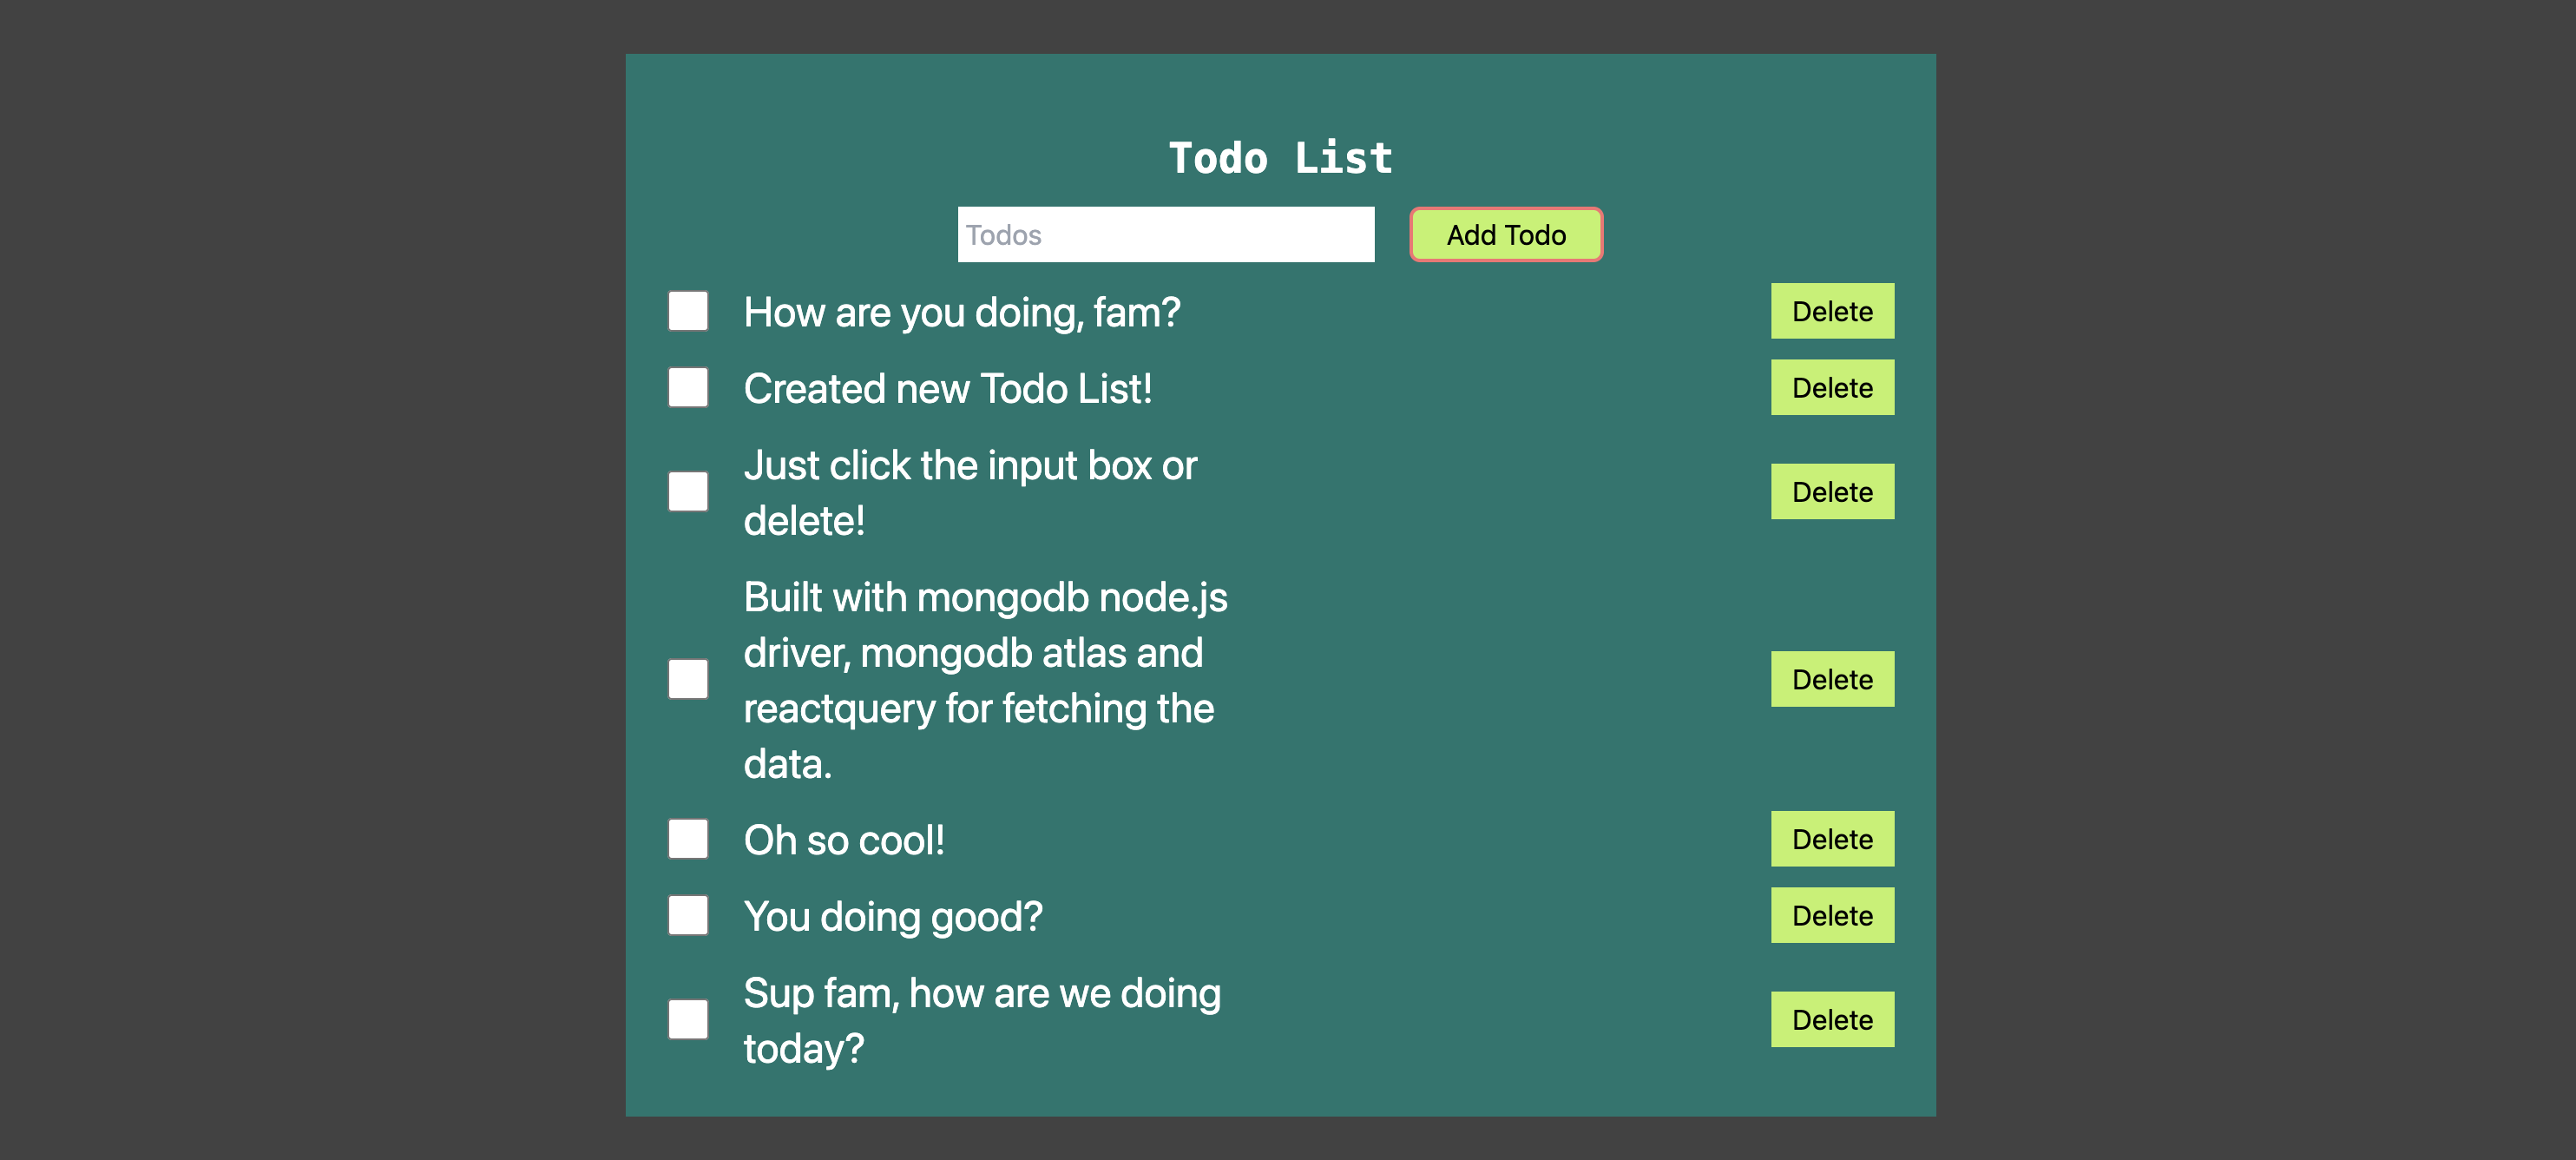 Todo List
Todos
Add Todo
How are you doing, fam?
Delete
Created new Todo List!
Delete
Just click the input box or
delete!
Delete
Built with mongodb node.js
driver, mongodb atlas and
reactquery for fetching the
data.
Delete
Oh so cool!
Delete
You doing good?
Delete
Sup fam, how are we doing
today?
Delete